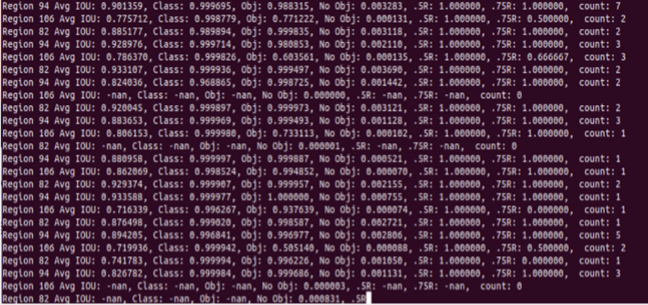 Region 94 Avg IOU: 0.901359, Class: 0.999695, Obj: 0.988315, No Obj: 0.003283, .5R: 1.000000, .75R: 1.000000,  count: 7
Region 106 Avg IOU: 0.775712, Class: 0.998779, Obj: 0.771222, No Obj: 0.000131, .5R: 1.000000, .75R: 0.500000,  count: 2
Region 82 Avg IOU: 0.885177, Class: 0.989894, Obj: 0.999835, No Obj: 0.003118, .5R: 1.000000, .75R: 1.000000,  count: 2
Region 94 Avg IOU: 0.928976, Class: 0.999714, Obj: 0.980853, No Obj: 0.002110, .5R: 1.000000, .75R: 1.000000,  count: 3
Region 106 Avg IOU: 0.786370, Class: 0.999826, Obj: 0.603561, No Obj: 0.000135, .5R: 1.000000, .75R: 0.666667,  count: 3
Region 82 Avg IOU: 0.933107, Class: 0.999936, Obj: 0.999497, No Obj: 0.003690, .5R: 1.000000, .75R: 1.000000,  count: 2
Region 94 Avg IOU: 0.824036, Class: 0.968865, Obj: 0.998725, No Obj: 0.001442, .5R: 1.000000, .75R: 1.000000,  count: 2
Region 106 Avg IOU: -nan, Class: -nan, Obj: -nan, No Obj: 0.000000, .5R: -nan, .75R: -nan,  count: 0
Region 82 Avg IOU: 0.920045, Class: 0.999897, Obj: 0.999973, No Obj: 0.003121, .5R: 1.000000, .75R: 1.000000,  count: 2
Region 94 Avg IOU: 0.883653, Class: 0.999969, Obj: 0.999493, No Obj: 0.001128, .5R: 1.000000, .75R: 1.000000,  count: 3
Region 106 Avg IOU: 0.806153, Class: 0.999980, Obj: 0.733113, No Obj: 0.000102, .5R: 1.000000, .75R: 1.000000,  count: 1
Region 82 Avg IOU: -nan, Class: -nan, Obj: -nan, No Obj: 0.000001, .5R: -nan, .75R: -nan,  count: 0
Region 94 Avg IOU: 0.880958, Class: 0.999997, Obj: 0.999887, No Obj: 0.000521, .5R: 1.000000, .75R: 1.000000,  count: 1
Region 106 Avg IOU: 0.862069, Class: 0.998524, Obj: 0.994852, No Obj: 0.000070, .5R: 1.000000, .75R: 1.000000,  count: 1
Region 82 Avg IOU: 0.929374, Class: 0.999907, Obj: 0.999957, No Obj: 0.002155, .5R: 1.000000, .75R: 1.000000,  count: 2
Region 94 Avg IOU: 0.933588, Class: 0.999977, Obj: 1.000000, No Obj: 0.000755, .5R: 1.000000, .75R: 1.000000,  count: 1
Region 106 Avg IOU: 0.716339, Class: 0.996267, Obj: 0.937639, No Obj: 0.000074, .5R: 1.000000, .75R: 0.000000,  count: 1
Region 82 Avg IOU: 0.876498, Class: 0.999020, Obj: 0.998587, No Obj: 0.002721, .5R: 1.000000, .75R: 1.000000,  count: 1
Region 94 Avg IOU: 0.894205, Class: 0.996841, Obj: 0.996977, No Obj: 0.002806, .5R: 1.000000, .75R: 1.000000,  count: 5
Region 106 Avg IOU: 0.719936, Class: 0.999942, Obj: 0.505140, No Obj: 0.000088, .5R: 1.000000, .75R: 0.500000,  count: 2
Region 82 Avg IOU: 0.741783, Class: 0.999994, Obj: 0.996226, No Obj: 0.001050, .5R: 1.000000, .75R: 0.000000,  count: 1
Region 94 Avg IOU: 0.826782, Class: 0.999984, Obj: 0.999686, No Obj: 0.001131, .5R: 1.000000, .75R: 1.000000,  count: 3
Region 106 Avg IOU: -nan, Class: -nan, Obj: -nan, No Obj: 0.000003, .5R: -nan, .75R: -nan,  count: 0
Region 82 Avg IOU: -nan, Class: -nan, Obj: -nan, No Obj: 0.000831, .5R